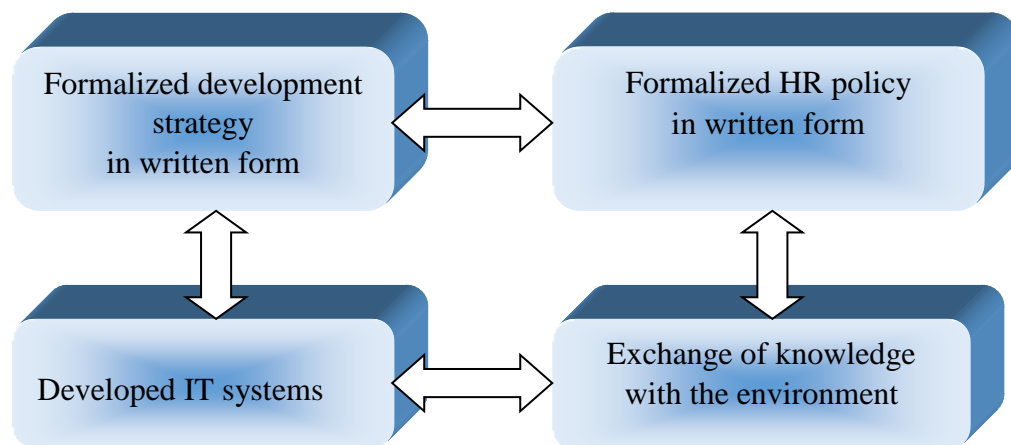 Formalized development
strategy
in written form
Formalized HR policy
in written form
Developed IT systems
Exchange of knowledge
with the environment